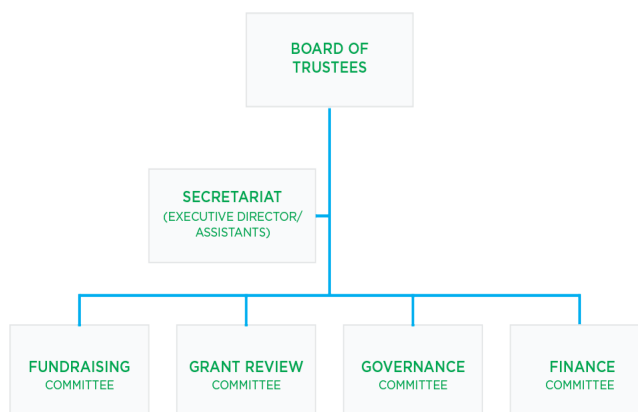 BOARD OF
TRUSTEES
SECRETARIAT
(EXECUTIVE DIRECTOR/
ASSISTANTS)
FUNDRAISING
COMMITTEE
GRANT REVIEW
COMMITTEE
GOVERNANCE
COMMITTEE
FINANCE
COMMITTEE